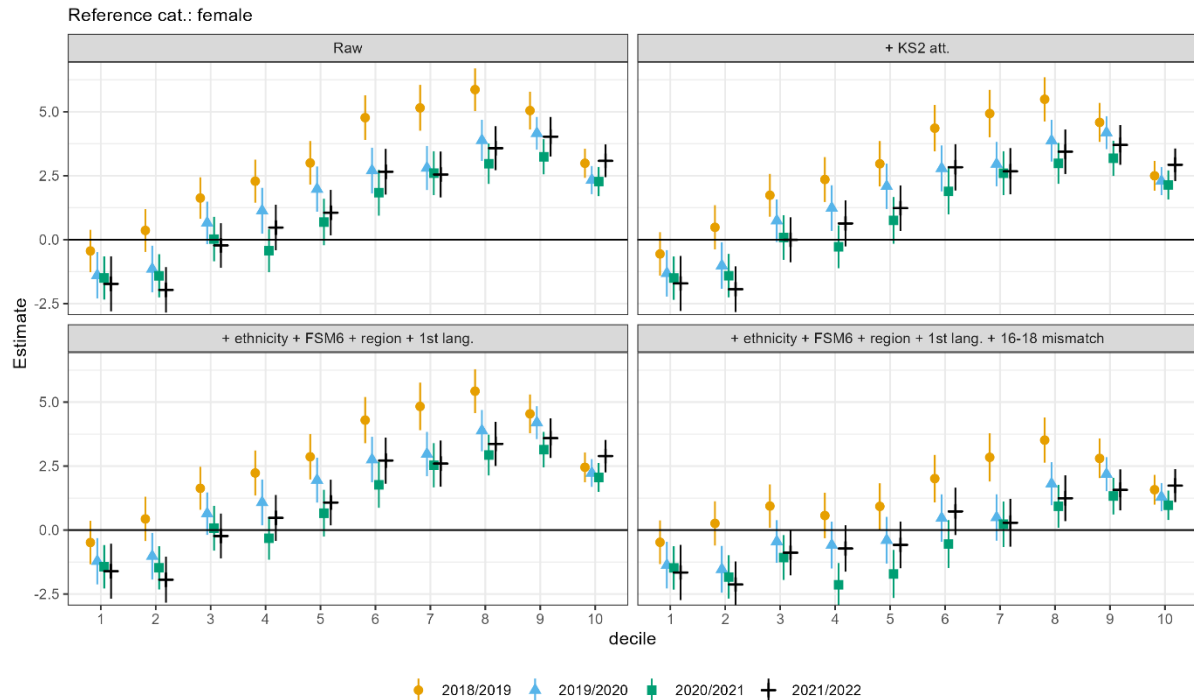 Reference cat.: female
Raw
+ KS2 att.
5.0
2.5
0.0
-2.5
+ ethnicity + FSM6 + region + 1st lang.
+ ethnicity + FSM6 + region + 1st lang. + 16-18 mismatch
5.0
2.5
0.0
-2.5
Estimate
1 2 3 4 5 6 7 8 9 10
1 2 3 4 5 6 7 8 9 10
decile
2018/2019 2019/2020 2020/2021 2021/2022